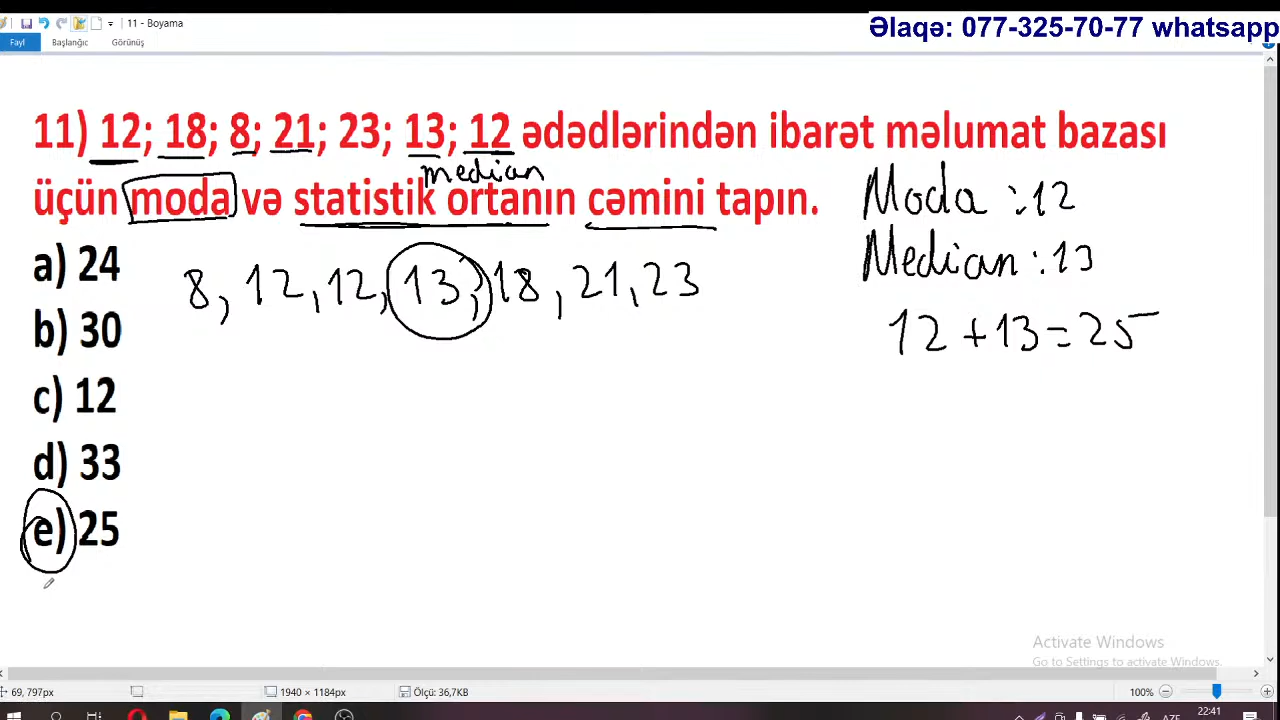 11 - Boyama
Əlaqə: 077-325-70-77 whatsapp
Fayl Başlanğıc Görünüş
11) 12; 18; 8; 21; 23; 13; 12 ədədlərindən ibarət məlumat bazası
median
üçün moda və statistik ortanın cəmini tapın.
Moda : 12
Median : 13
12 + 13 = 25
8, 12, 12, 13, 18, 21, 23
a) 24
b) 30
c) 12
d) 33
e) 25
Activate Windows
Go to Settings to activate Windows.
69, 797px 1940 × 1184px Ölçü: 36,7KB 100%
AZE 22:41